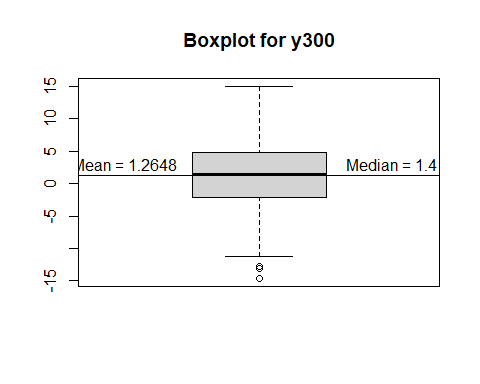 Boxplot for y300
15
10
5
0
-5
-15
Mean = 1.2648
Median = 1.4